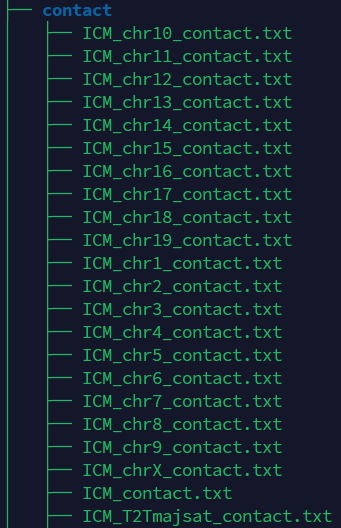 contact
ICM_chr10_contact.txt
ICM_chr11_contact.txt
ICM_chr12_contact.txt
ICM_chr13_contact.txt
ICM_chr14_contact.txt
ICM_chr15_contact.txt
ICM_chr16_contact.txt
ICM_chr17_contact.txt
ICM_chr18_contact.txt
ICM_chr19_contact.txt
ICM_chr1_contact.txt
ICM_chr2_contact.txt
ICM_chr3_contact.txt
ICM_chr4_contact.txt
ICM_chr5_contact.txt
ICM_chr6_contact.txt
ICM_chr7_contact.txt
ICM_chr8_contact.txt
ICM_chr9_contact.txt
ICM_chrX_contact.txt
ICM_contact.txt
ICM_T2Tmajsat_contact.txt